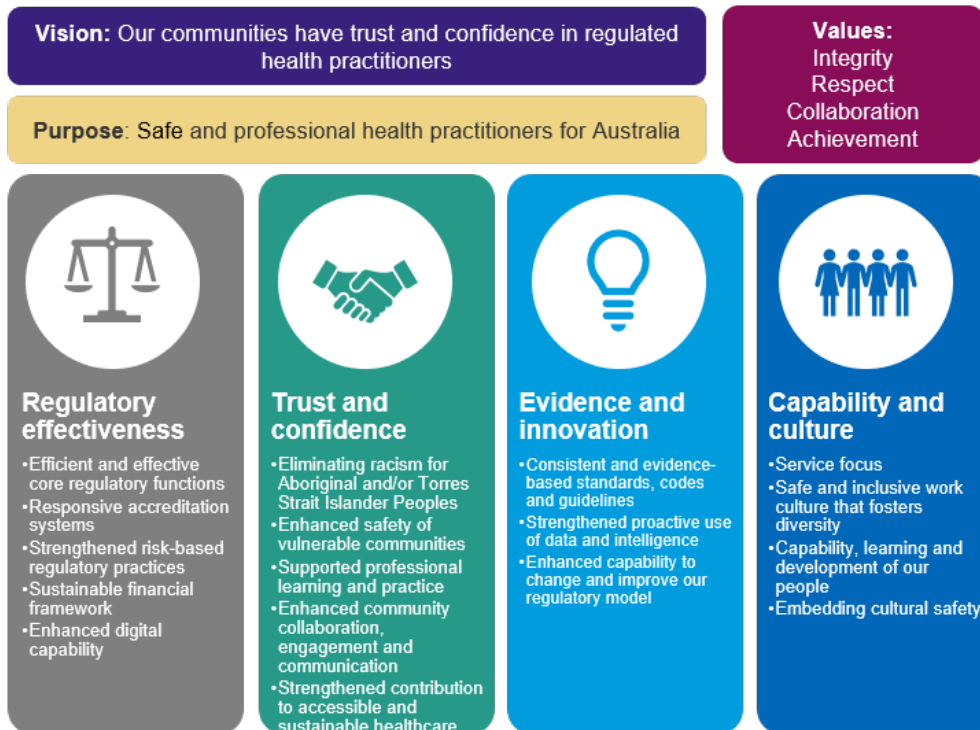 Vision: Our communities have trust and confidence in regulated
health practitioners
Purpose: Safe and professional health practitioners for Australia
Values:
Integrity
Respect
Collaboration
Achievement
Regulatory
effectiveness
•Efficient and effective
core regulatory functions
•Responsive accreditation
systems
•Strengthened risk-based
regulatory practices
•Sustainable financial
framework
•Enhanced digital
capability
Trust and
confidence
•Eliminating racism for
Aboriginal and/or Torres
Strait Islander Peoples
•Enhanced safety of
vulnerable communities
•Supported professional
learning and practice
•Enhanced community
collaboration,
engagement and
communication
•Strengthened contribution
to accessible and
sustainable healthcare
Evidence and
innovation
•Consistent and evidence-
based standards, codes
and guidelines
•Strengthened proactive use
of data and intelligence
•Enhanced capability to
change and improve our
regulatory model
Capability and
culture
•Service focus
•Safe and inclusive work
culture that fosters
diversity
•Capability, learning and
development of our
people
•Embedding cultural safety